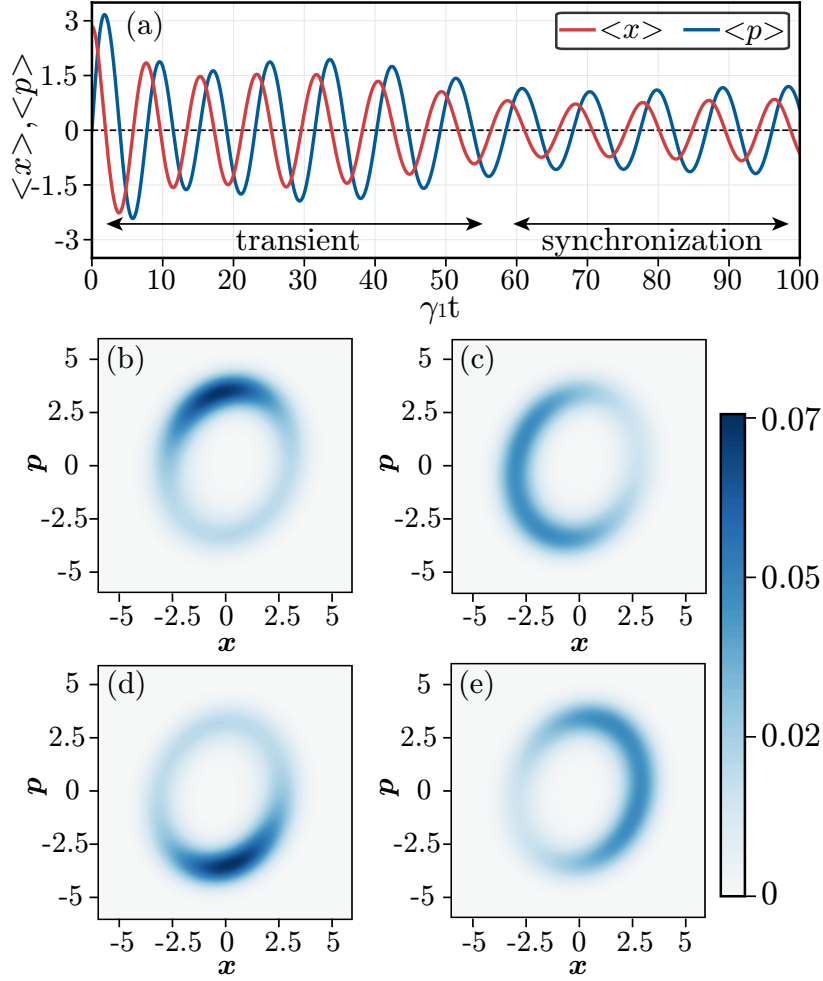 (a)
<x> <p>
<x>, <p>
3
1.5
0
-1.5
-3
transient synchronization
0 10 20 30 40 50 60 70 80 90 100
γ1t
(b)
5
2.5
0
-2.5
-5
p
-5 -2.5 0 2.5 5
x
(c)
5
2.5
0
-2.5
-5
p
-5 -2.5 0 2.5 5
x
(d)
5
2.5
0
-2.5
-5
p
-5 -2.5 0 2.5 5
x
(e)
5
2.5
0
-2.5
-5
p
-5 -2.5 0 2.5 5
x
0.07
0.05
0.02
0